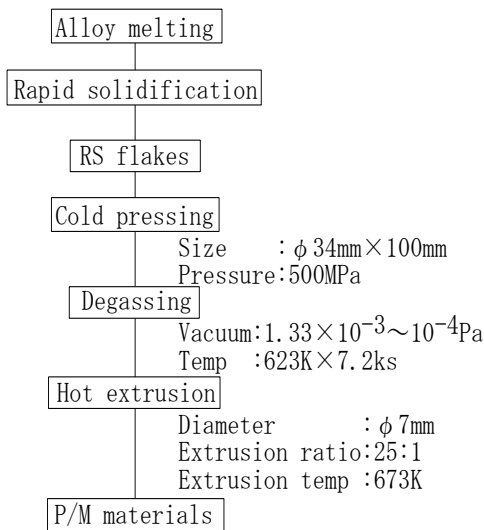 Alloy melting
Rapid solidification
RS flakes
Cold pressing
Size :φ34mm×100mm
Pressure:500MPa
Degassing
Vacuum:1.33×10⁻³～10⁻⁴Pa
Temp :623K×7.2ks
Hot extrusion
Diameter :φ7mm
Extrusion ratio:25:1
Extrusion temp :673K
P/M materials